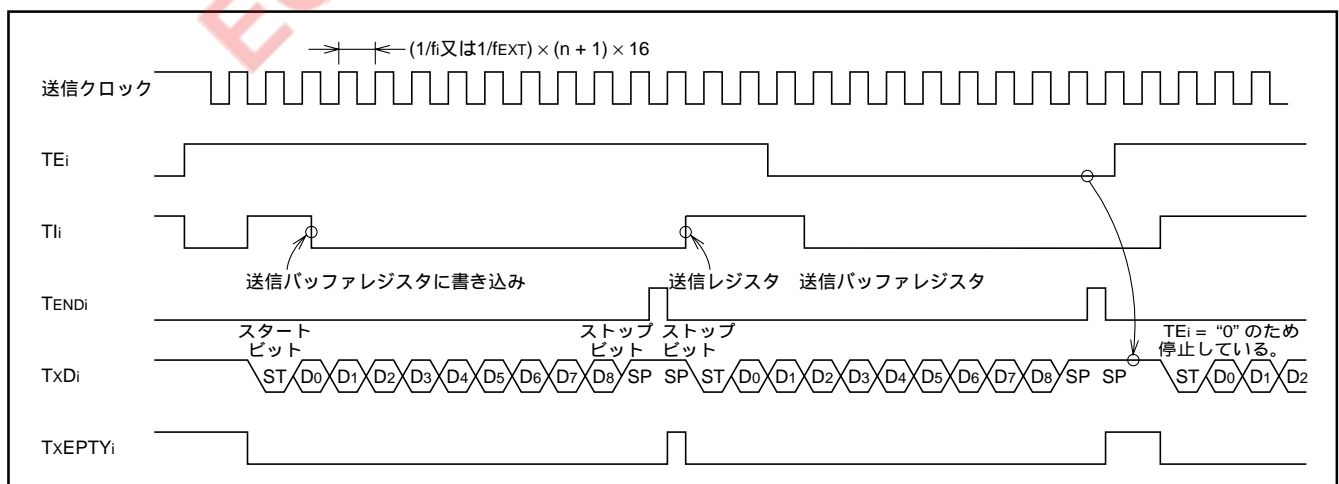 (1/fi又は1/fEXT) × (n + 1) × 16
送信クロック
TEi
TIi
送信バッファレジスタに書き込み
送信レジスタ 送信バッファレジスタ
TENDi
スタート
ビット
ストップ
ビット
ストップ
ビット
TEi = “0” のため
停止している。
TxDi
ST D0 D1 D2 D3 D4 D5 D6 D7 D8 SP SP ST D0 D1 D2 D3 D4 D5 D6 D7 D8 SP SP ST D0 D1 D2
TxEPTYi